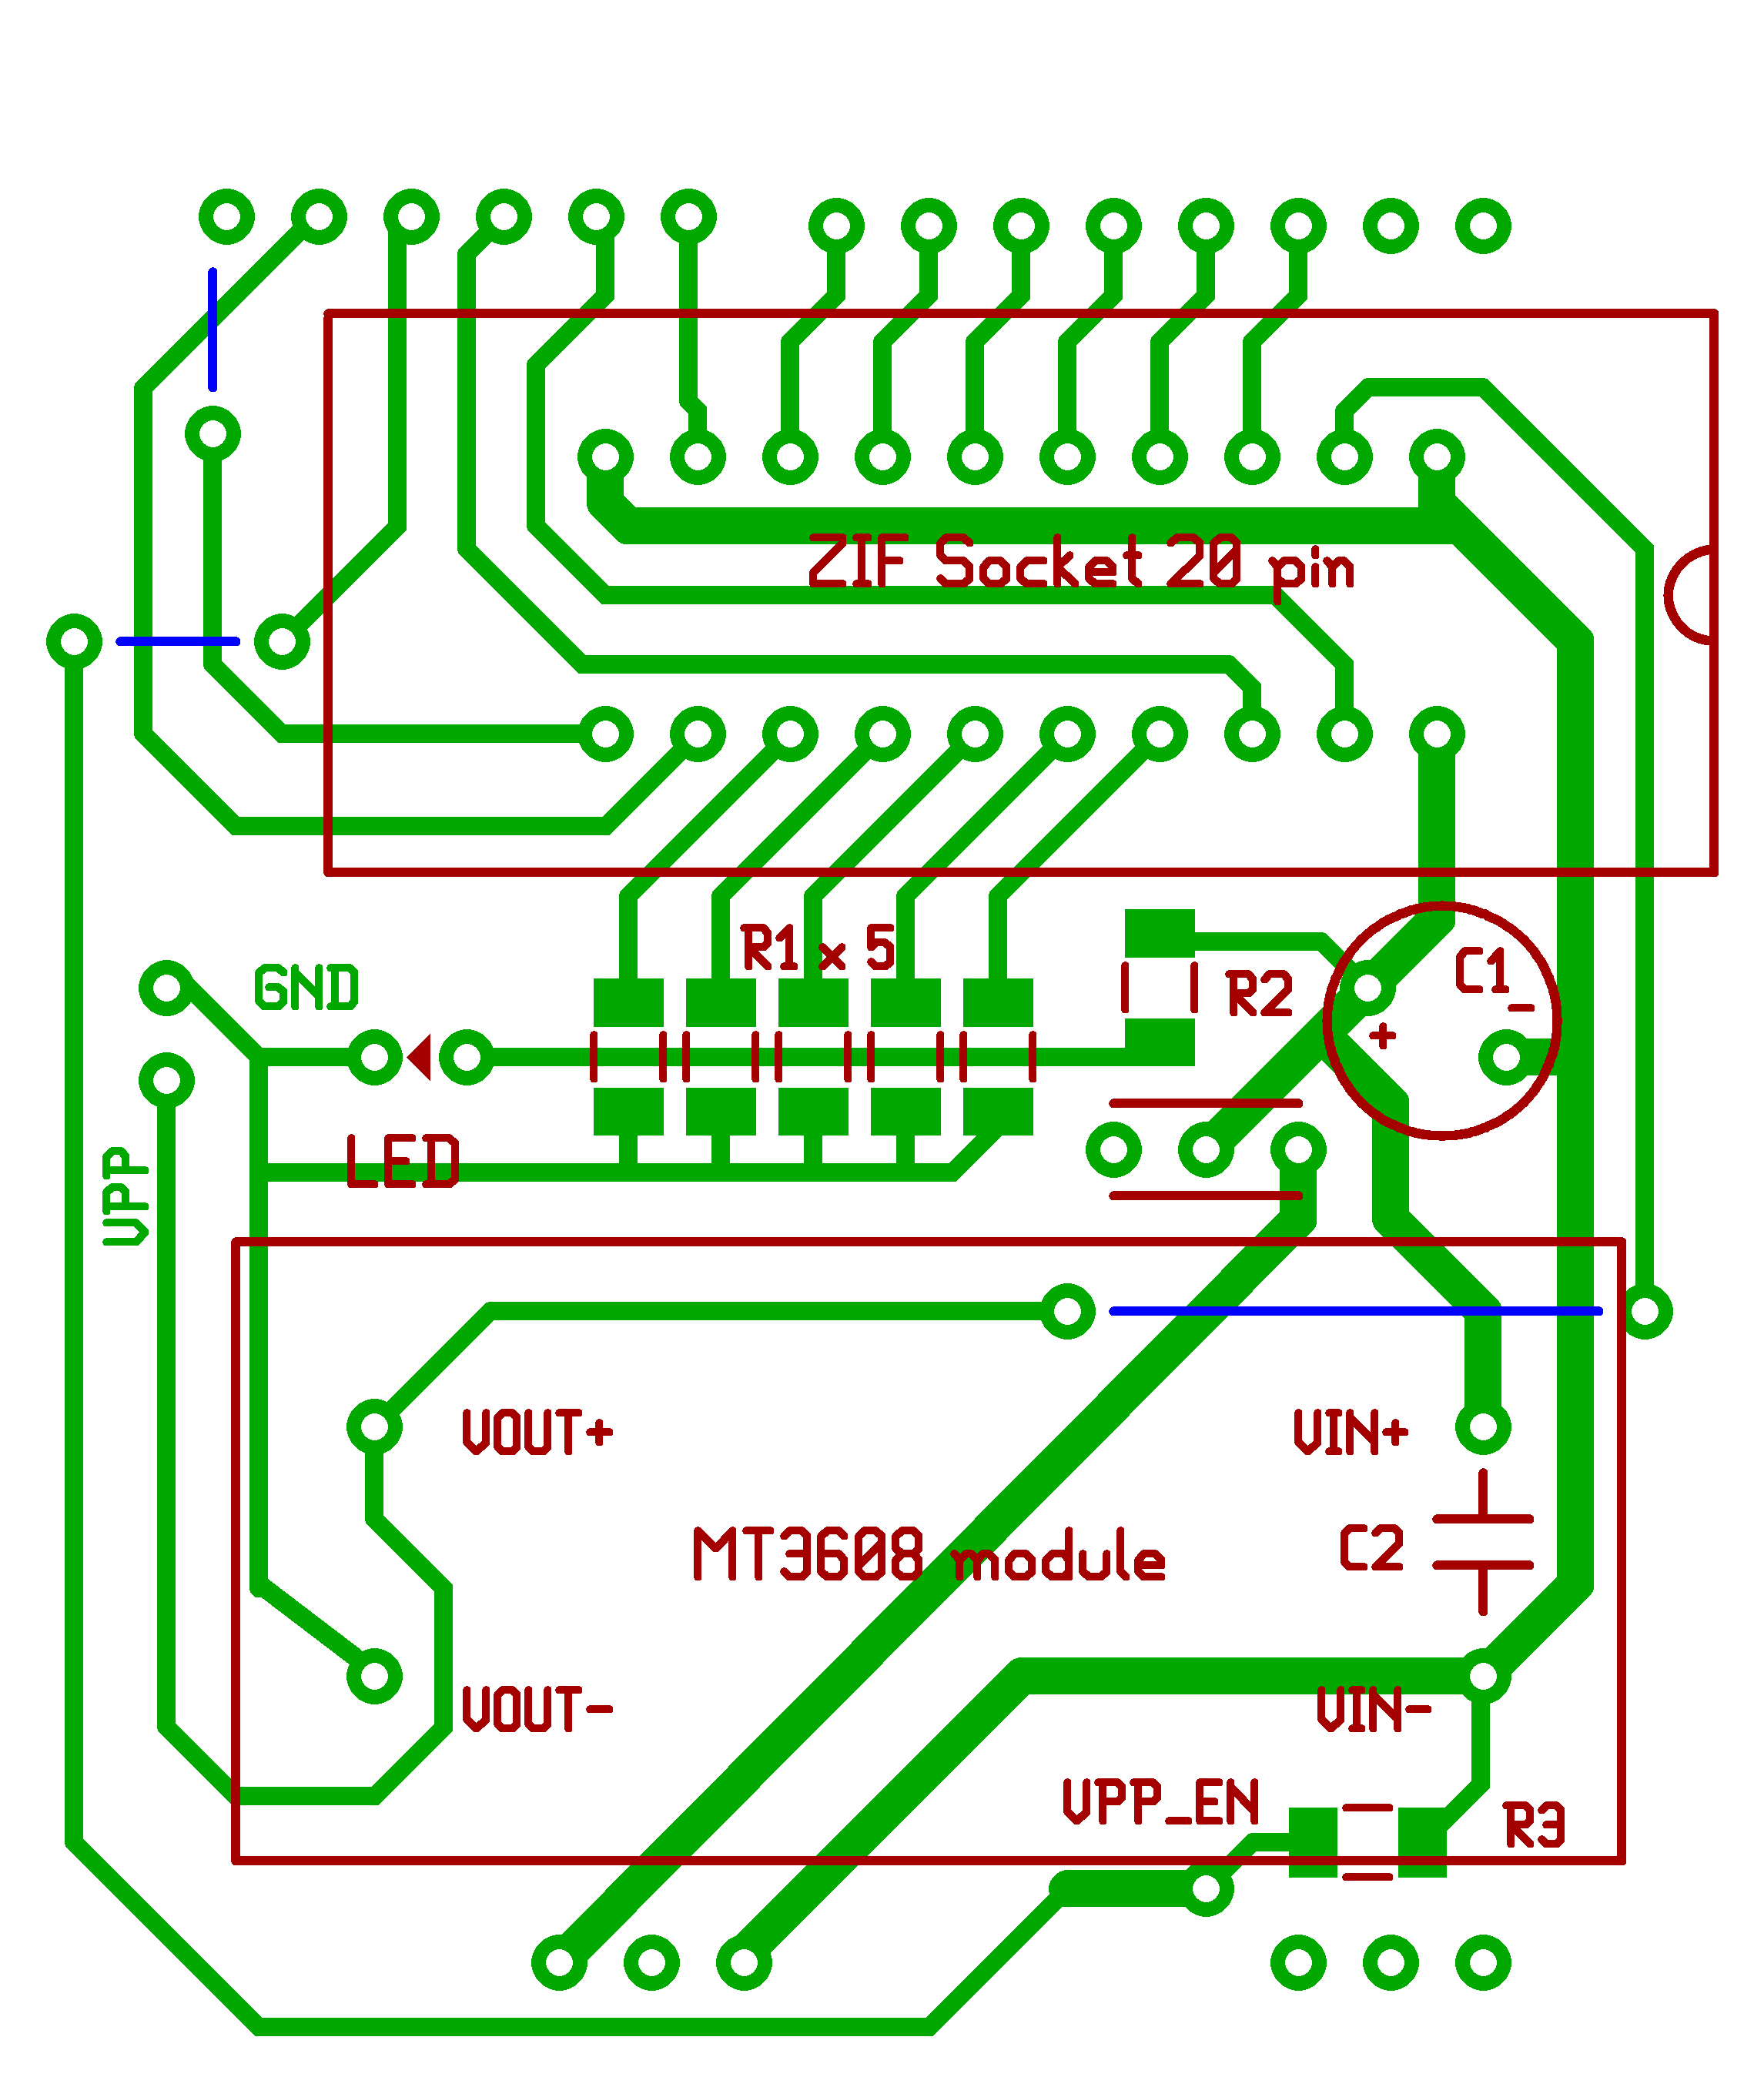 ZIF Socket 20 pin
R1 x 5
C1
GND
R2
-
+
LED
VPP
VOUT+
VIN+
MT3608 module
C2
VOUT-
VIN-
VPP_EN
R3